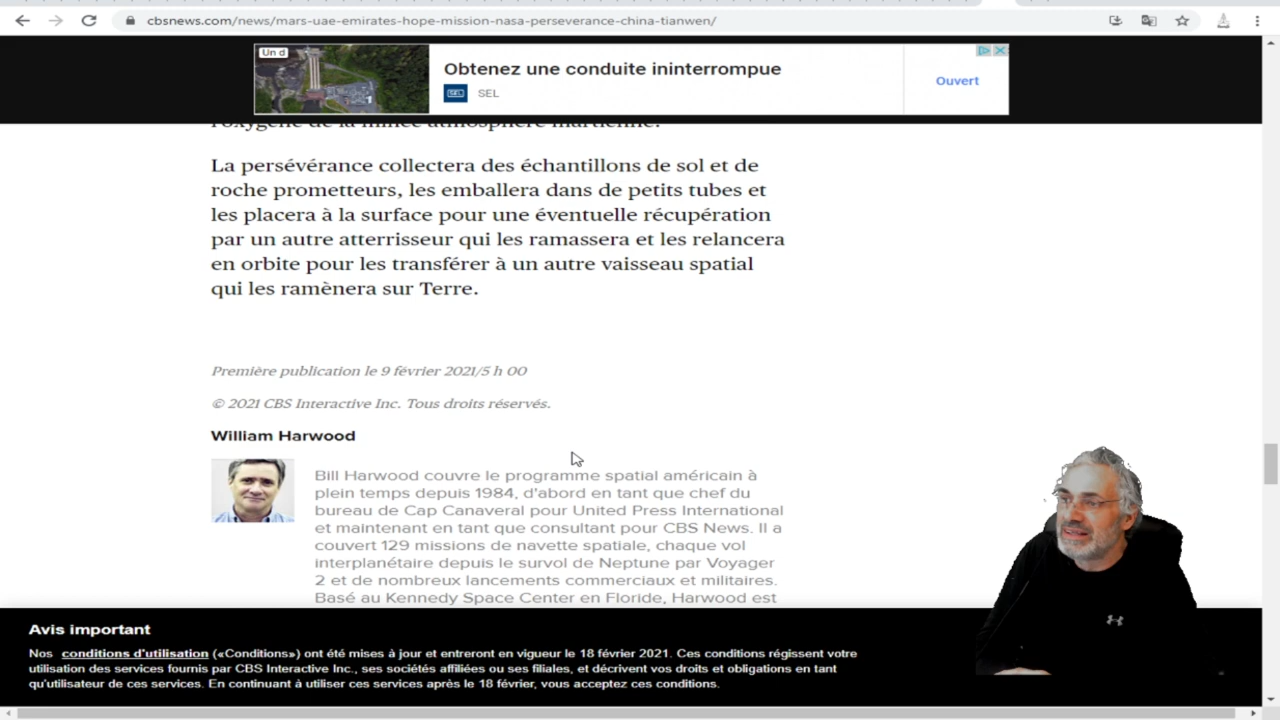 cbsnews.com/news/mars-uae-emirates-hope-mission-nasa-perseverance-china-tianwen/
Un d
Obtenez une conduite ininterrompue
SEL
SEL
Ouvert
l'oxygène de la mince atmosphère martienne.
La persévérance collectera des échantillons de sol et de
roche prometteurs, les emballera dans de petits tubes et
les placera à la surface pour une éventuelle récupération
par un autre atterrisseur qui les ramassera et les relancera
en orbite pour les transférer à un autre vaisseau spatial
qui les ramènera sur Terre.
Première publication le 9 février 2021/5 h 00
© 2021 CBS Interactive Inc. Tous droits réservés.
William Harwood
Bill Harwood couvre le programme spatial américain à
plein temps depuis 1984, d'abord en tant que chef du
bureau de Cap Canaveral pour United Press International
et maintenant en tant que consultant pour CBS News. Il a
couvert 129 missions de navette spatiale, chaque vol
interplanétaire depuis le survol de Neptune par Voyager
2 et de nombreux lancements commerciaux et militaires.
Basé au Kennedy Space Center en Floride, Harwood est
Avis important
Nos conditions d'utilisation («Conditions») ont été mises à jour et entreront en vigueur le 18 février 2021. Ces conditions régissent votre
utilisation des services fournis par CBS Interactive Inc., ses sociétés affiliées ou ses filiales, et décrivent vos droits et obligations en tant
qu'utilisateur de ces services. En continuant à utiliser ces services après le 18 février, vous acceptez ces conditions.